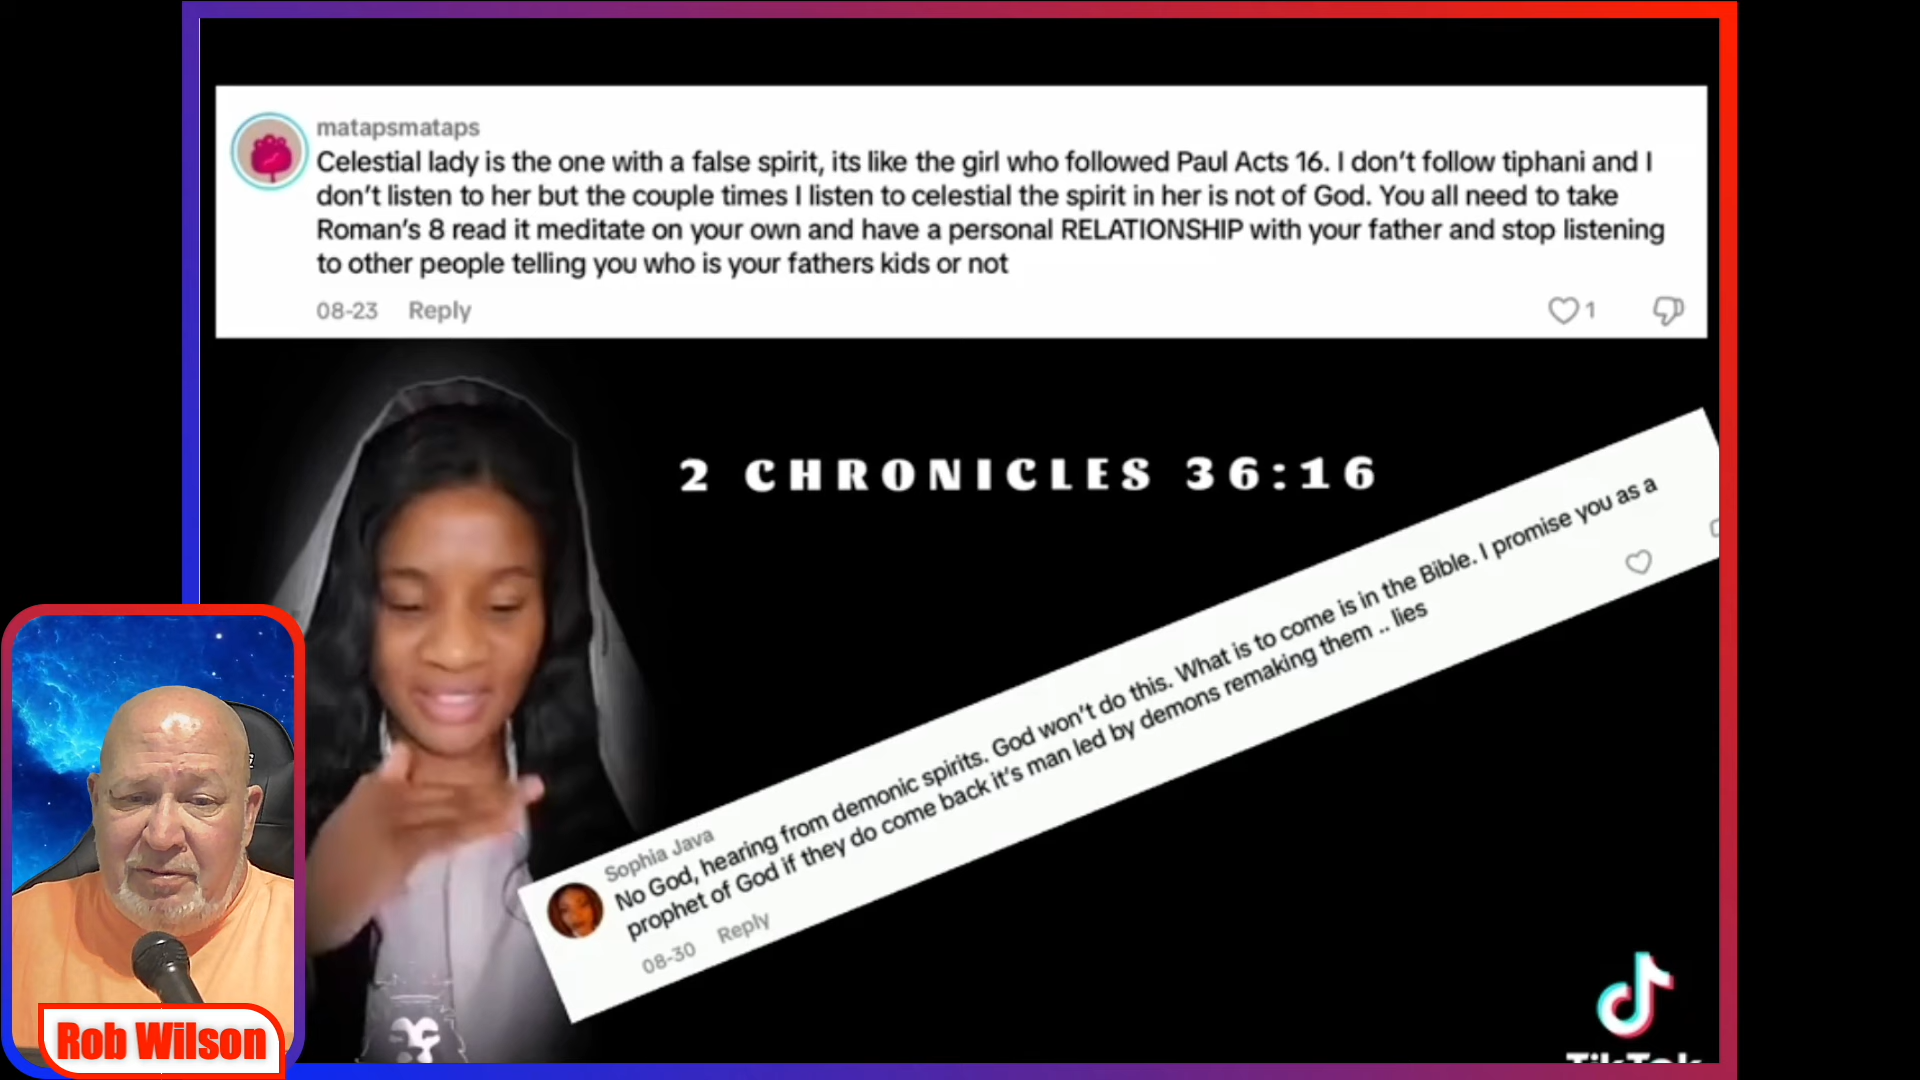 matapsmataps
Celestial lady is the one with a false spirit, its like the girl who followed Paul Acts 16. I don't follow tiphani and I
don't listen to her but the couple times I listen to celestial the spirit in her is not of God. You all need to take
Roman's 8 read it meditate on your own and have a personal RELATIONSHIP with your father and stop listening
to other people telling you who is your fathers kids or not
08-23 Reply 1
2 CHRONICLES 36:16
Sophia Java
No God, hearing from demonic spirits. God won't do this. What is to come is in the Bible. I promise you as a
prophet of God if they do come back it's man led by demons remaking them .. lies
08-30 Reply
TikTok
Rob Wilson